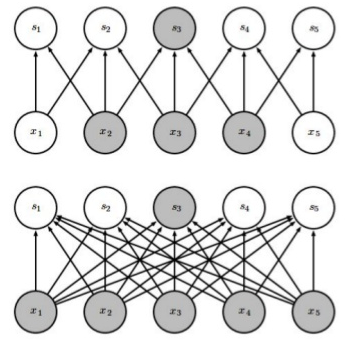 s₁ s₂ s₃ s₄ s₅
x₁ x₂ x₃ x₄ x₅
s₁ s₂ s₃ s₄ s₅
x₁ x₂ x₃ x₄ x₅